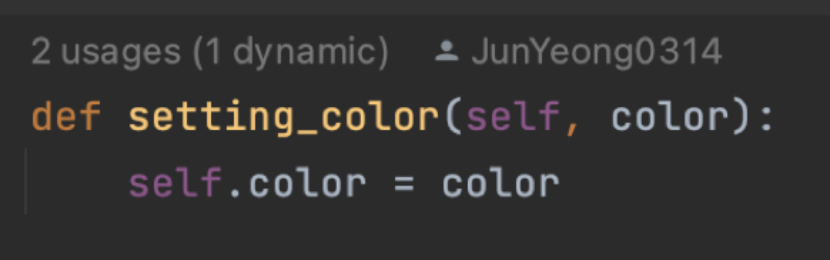 2 usages (1 dynamic) JunYeong0314
def setting_color(self, color):
    self.color = color